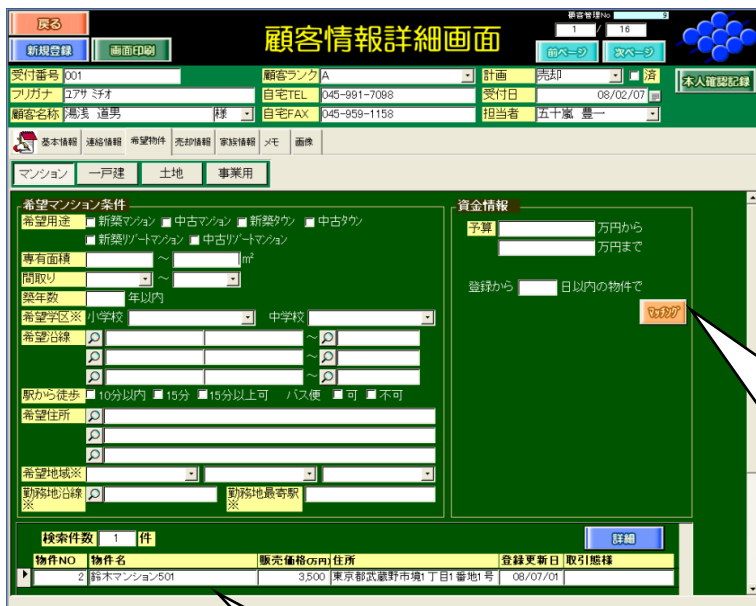 戻る
顧客情報詳細画面
顧客管理No 9
1 / 16
新規登録 画面印刷
前ページ 次ページ
受付番号 001 顧客ランク A 計画 売却 済
本人確認記録
フリガナ ユアサ ミチオ 自宅TEL 045-991-7098 受付日 08/02/07
顧客名称 湯浅 道男 様 自宅FAX 045-959-1158 担当者 五十嵐 豊一
基本情報 連絡情報 希望物件 売却情報 家族情報 メモ 画像
マンション 一戸建 土地 事業用
希望マンション条件
希望用途 新築マンション 中古マンション 新築タウン 中古タウン
新築リゾートマンション 中古リゾートマンション
専有面積 ～ ㎡
間取り ～
築年数 年以内
希望学区※ 小学校 中学校
希望沿線 ～
～
～
駅から徒歩 10分以内 15分 15分以上可 バス便 可 不可
希望住所
希望地域※
勤務地沿線※ 勤務地最寄駅※
資金情報
予算 万円から
万円まで
登録から 日以内の物件で
マッチング
検索件数 1 件 詳細
物件NO 物件名 販売価格(万円) 住所 登録更新日 取引態様
2 鈴木マンション501 3,500 東京都武蔵野市境1丁目1番地1号 08/07/01